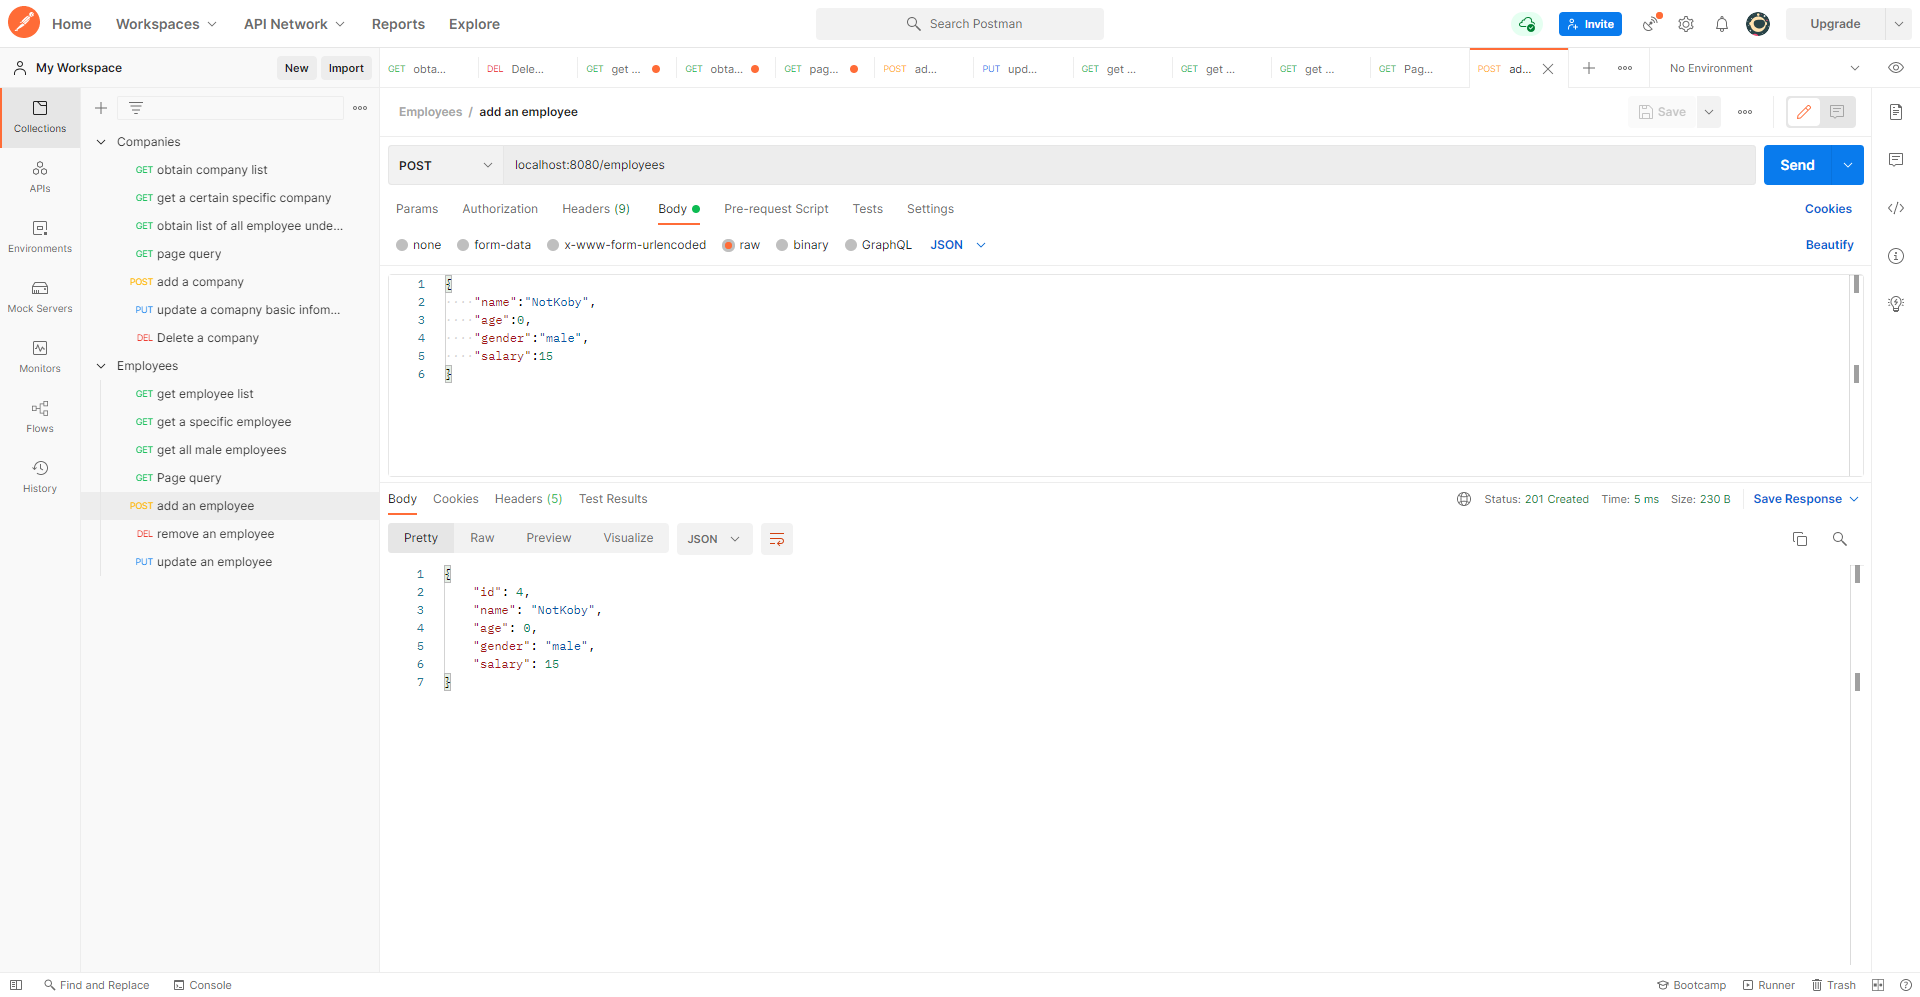 Home Workspaces API Network Reports Explore Search Postman Invite Upgrade
My Workspace New Import
GET obta... DEL Dele... GET get ... GET obta... GET pag... POST ad... PUT upd... GET get ... GET get ... GET get ... GET Pag... POST ad... No Environment
Collections
APIs
Environments
Mock Servers
Monitors
Flows
History
Companies
GET obtain company list
GET get a certain specific company
GET obtain list of all employee unde...
GET page query
POST add a company
PUT update a comapny basic infom...
DEL Delete a company
Employees
GET get employee list
GET get a specific employee
GET get all male employees
GET Page query
POST add an employee
DEL remove an employee
PUT update an employee
Employees / add an employee Save
POST localhost:8080/employees Send
Params Authorization Headers (9) Body Pre-request Script Tests Settings Cookies
none form-data x-www-form-urlencoded raw binary GraphQL JSON Beautify
1 {
2 "name":"NotKoby",
3 "age":0,
4 "gender":"male",
5 "salary":15
6 }
Body Cookies Headers (5) Test Results Status: 201 Created Time: 5 ms Size: 230 B Save Response
Pretty Raw Preview Visualize JSON
1 {
2 "id": 4,
3 "name": "NotKoby",
4 "age": 0,
5 "gender": "male",
6 "salary": 15
7 }
Find and Replace Console Bootcamp Runner Trash